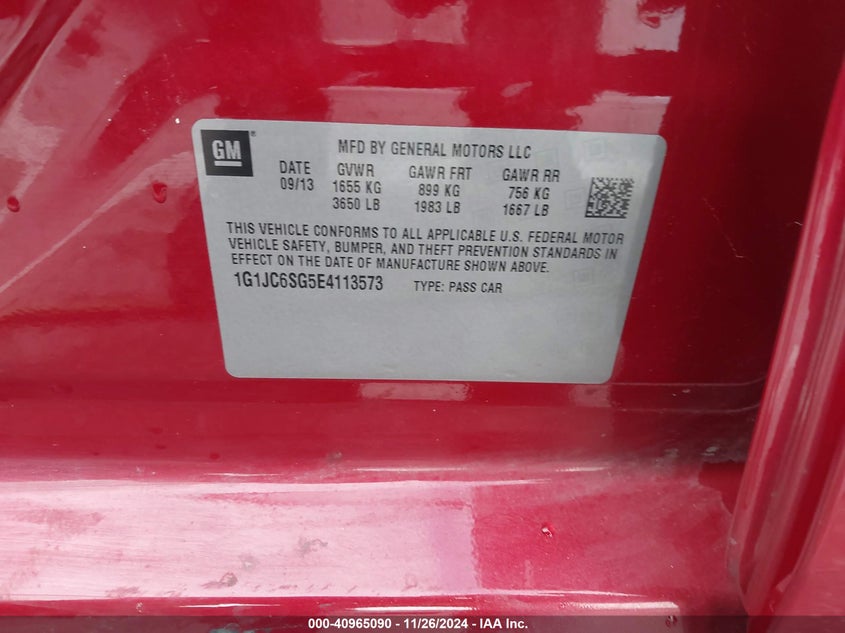 GM ®
MFD BY GENERAL MOTORS LLC
DATE GVWR GAWR FRT GAWR RR
09/13 1655 KG 899 KG 756 KG
3650 LB 1983 LB 1667 LB
THIS VEHICLE CONFORMS TO ALL APPLICABLE U.S. FEDERAL MOTOR
VEHICLE SAFETY, BUMPER, AND THEFT PREVENTION STANDARDS IN
EFFECT ON THE DATE OF MANUFACTURE SHOWN ABOVE.
1G1JC6SG5E4113573 TYPE: PASS CAR
000-40965090 - 11/26/2024 - IAA Inc.